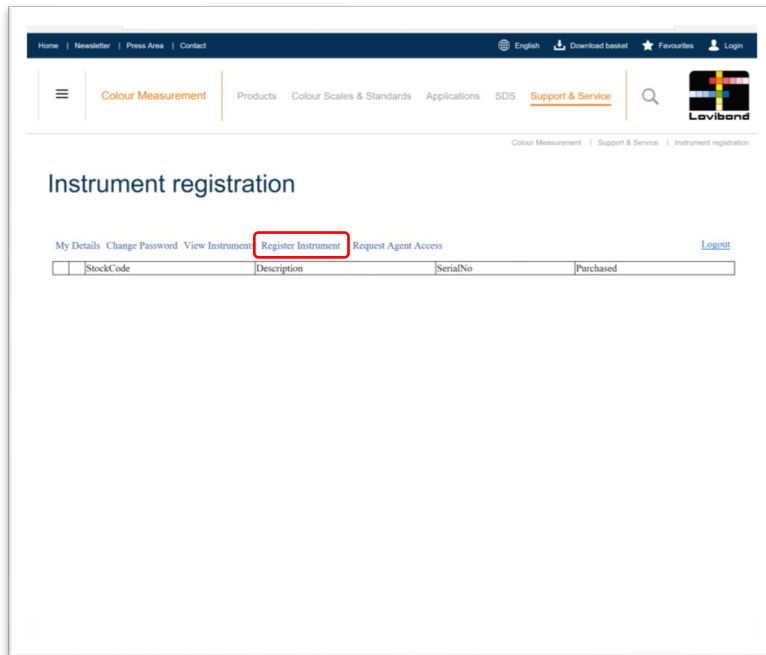 Home | Newsletter | Press Area | Contact English Download basket Favourites Login
Colour Measurement Products Colour Scales & Standards Applications SDS Support & Service Lovibond
Colour Measurement | Support & Service | Instrument registration
Instrument registration
My Details Change Password View Instruments Register Instrument Request Agent Access Logout
StockCode Description SerialNo Purchased